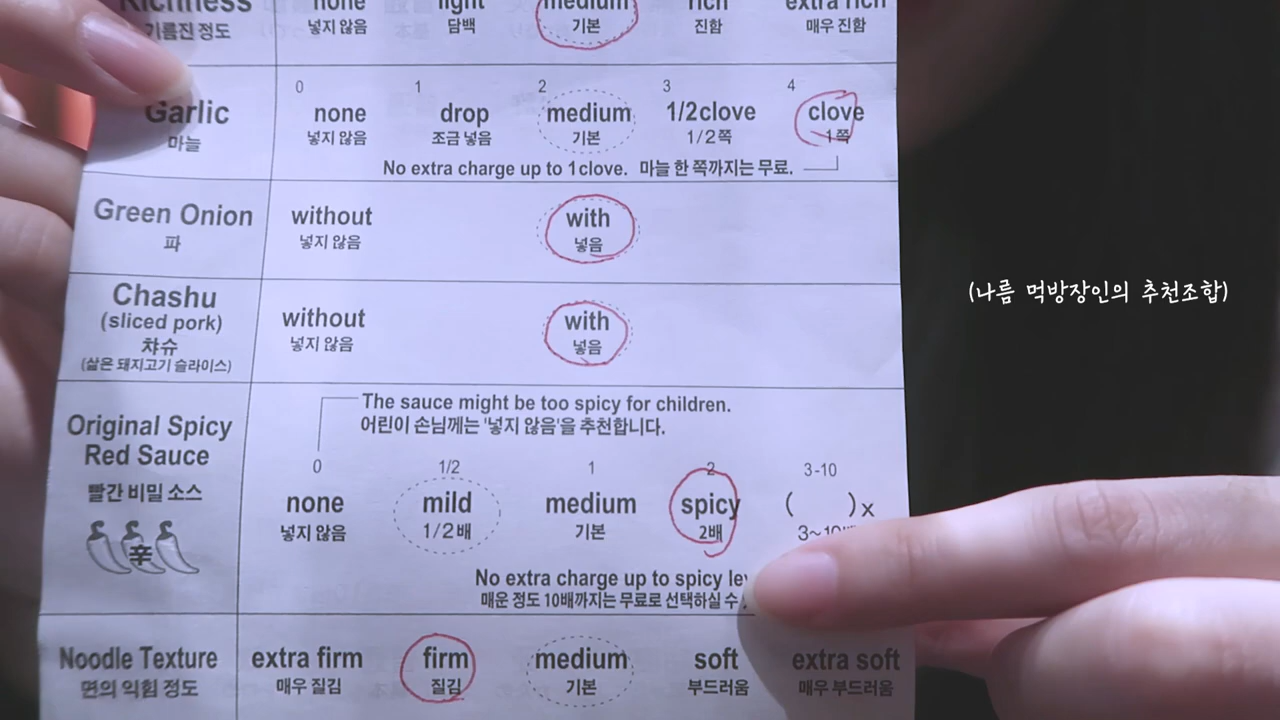 Richness none light medium rich extra rich
기름진 정도 넣지 않음 담백 기본 진함 매우 진함
0 1 2 3 4
Garlic none drop medium 1/2clove clove
마늘 넣지 않음 조금 넣음 기본 1/2쪽 1쪽
No extra charge up to 1clove. 마늘 한 쪽까지는 무료.
Green Onion without with
파 넣지 않음 넣음
Chashu
(sliced pork) without with
챠슈 넣지 않음 넣음
(삶은 돼지고기 슬라이스)
The sauce might be too spicy for children.
어린이 손님께는 '넣지 않음'을 추천합니다.
Original Spicy
Red Sauce
빨간 비밀 소스
辛
0 1/2 1 2 3-10
none mild medium spicy ( )x
넣지 않음 1/2배 기본 2배 3~10
No extra charge up to spicy
매운 정도 10배까지는 무료로 선택하실 수
Noodle Texture extra firm firm medium soft extra soft
면의 익힘 정도 매우 질김 질김 기본 부드러움 매우 부드러움
(나름 먹방장인의 추천조합)